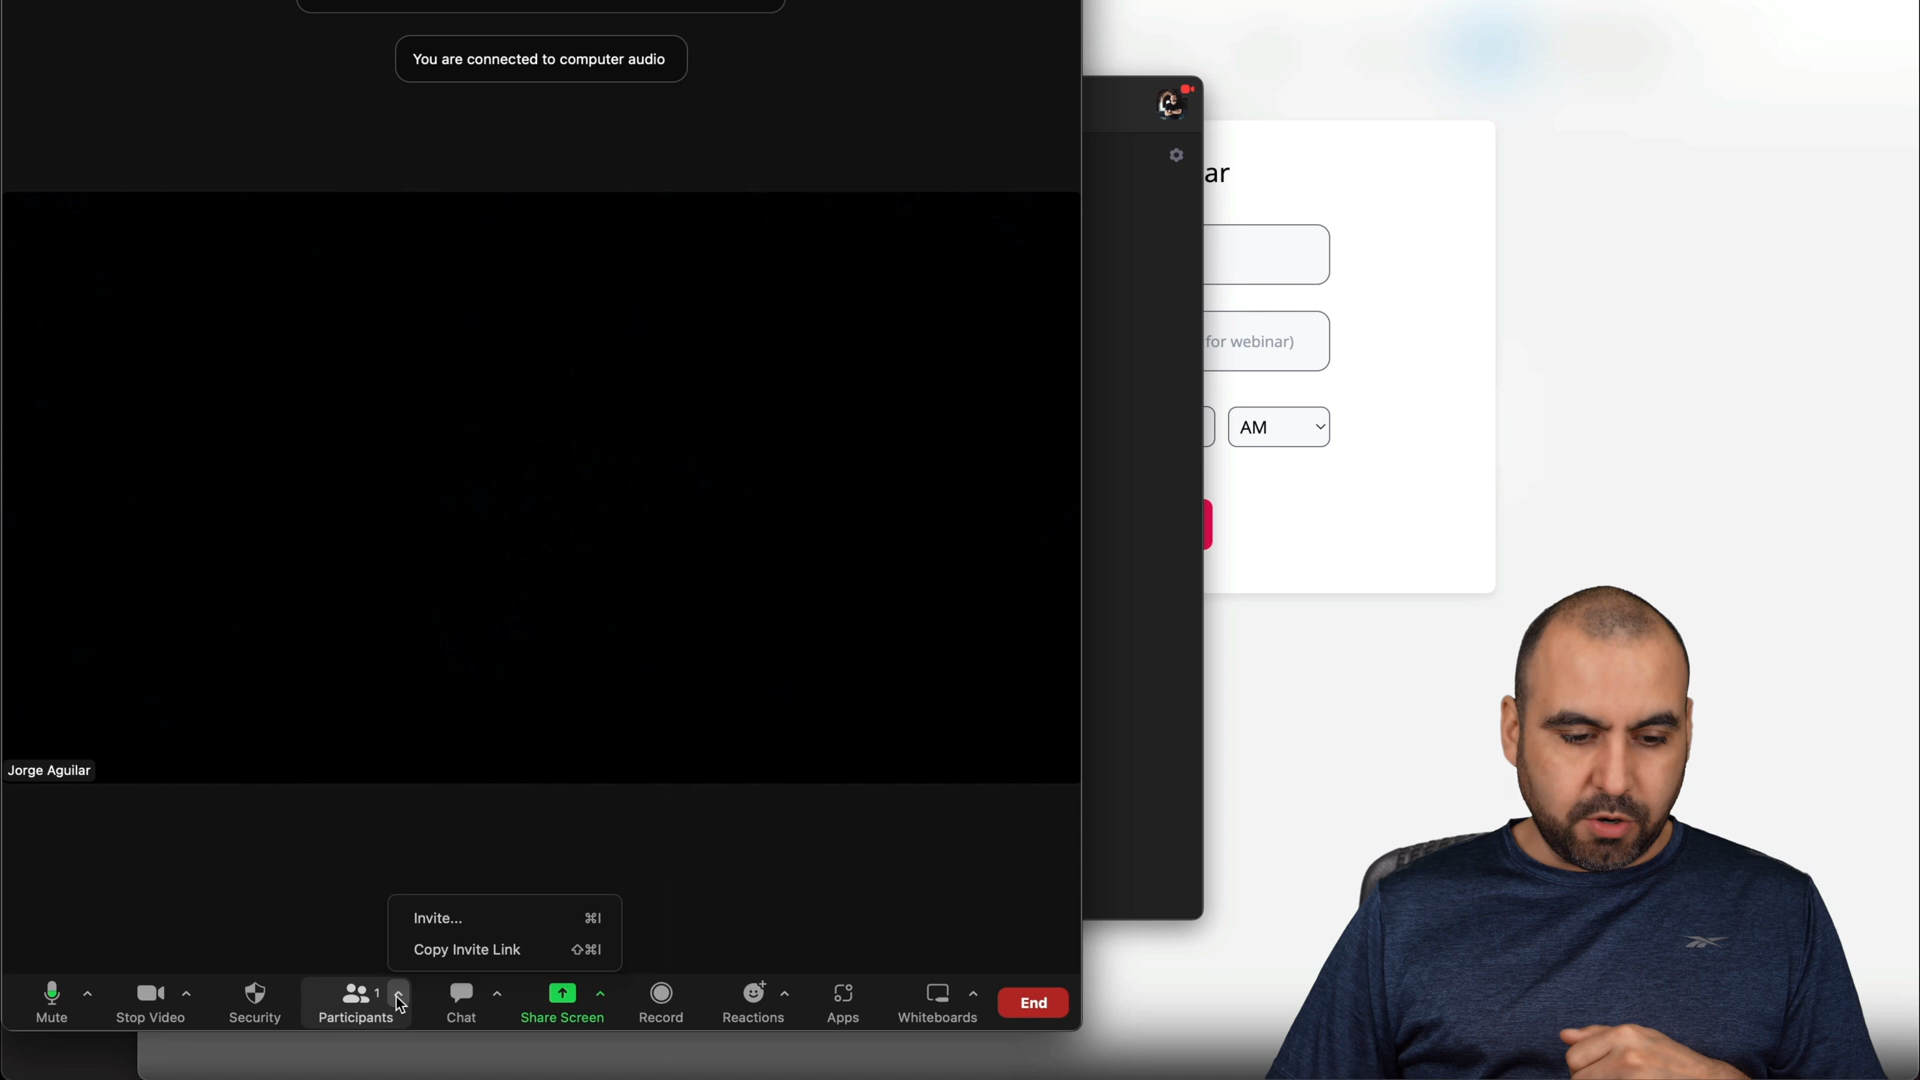 You are connected to computer audio
ar
for webinar)
AM
Jorge Aguilar
Invite... ⌘I
Copy Invite Link ⇧⌘I
1
Mute
Stop Video
Security
Participants
Chat
Share Screen
Record
Reactions
Apps
Whiteboards
End